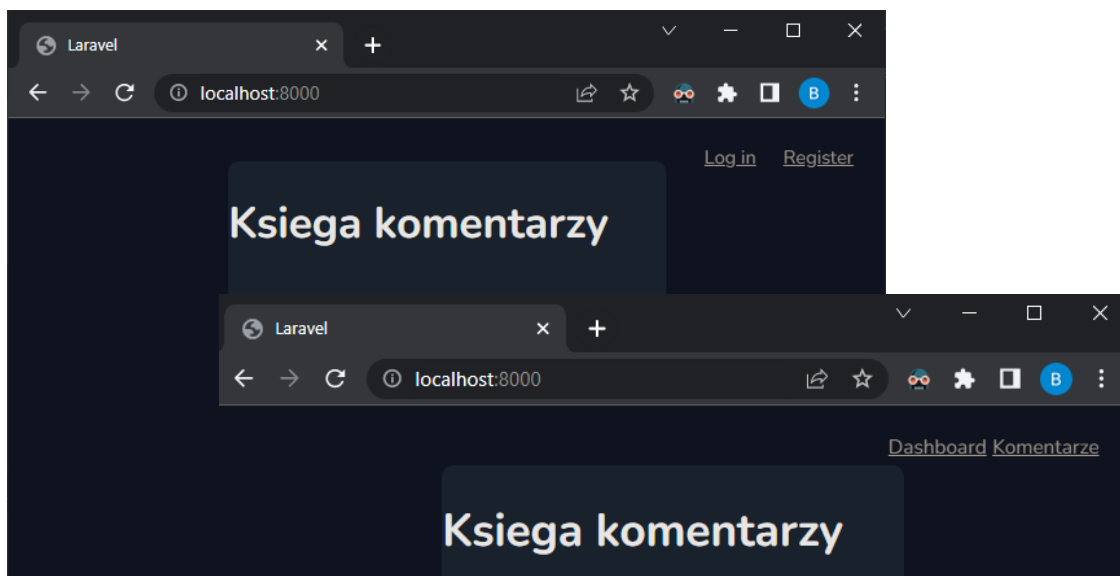 Laravel
localhost:8000
B
Log in Register
Ksiega komentarzy
Laravel
localhost:8000
B
Dashboard Komentarze
Ksiega komentarzy